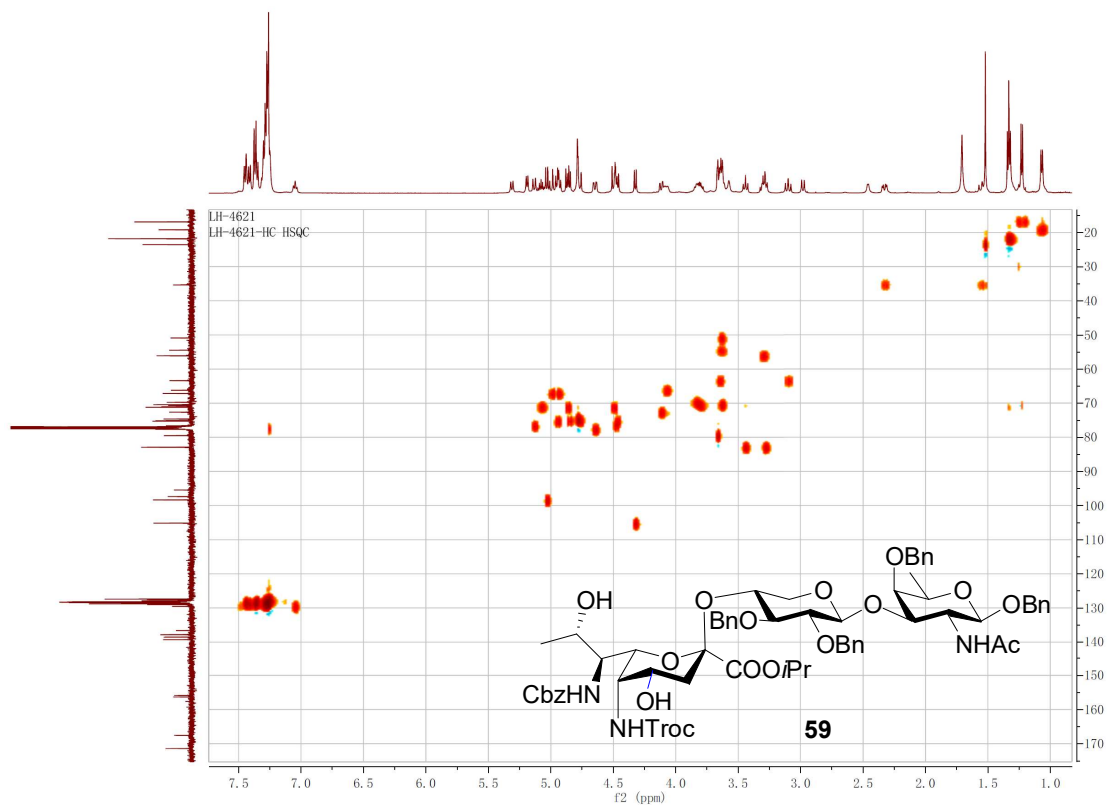 LH-4621
LH-4621-HC HSQC
20
30
40
50
60
70
80
90
100
110
120
130
140
150
160
170
OBn
OH
O
O
O
BnO
O
OBn
NHAc
OBn
O
COOiPr
CbzHN
OH
NHTroc
59
7.5 7.0 6.5 6.0 5.5 5.0 4.5 4.0 3.5 3.0 2.5 2.0 1.5 1.0
f2 (ppm)